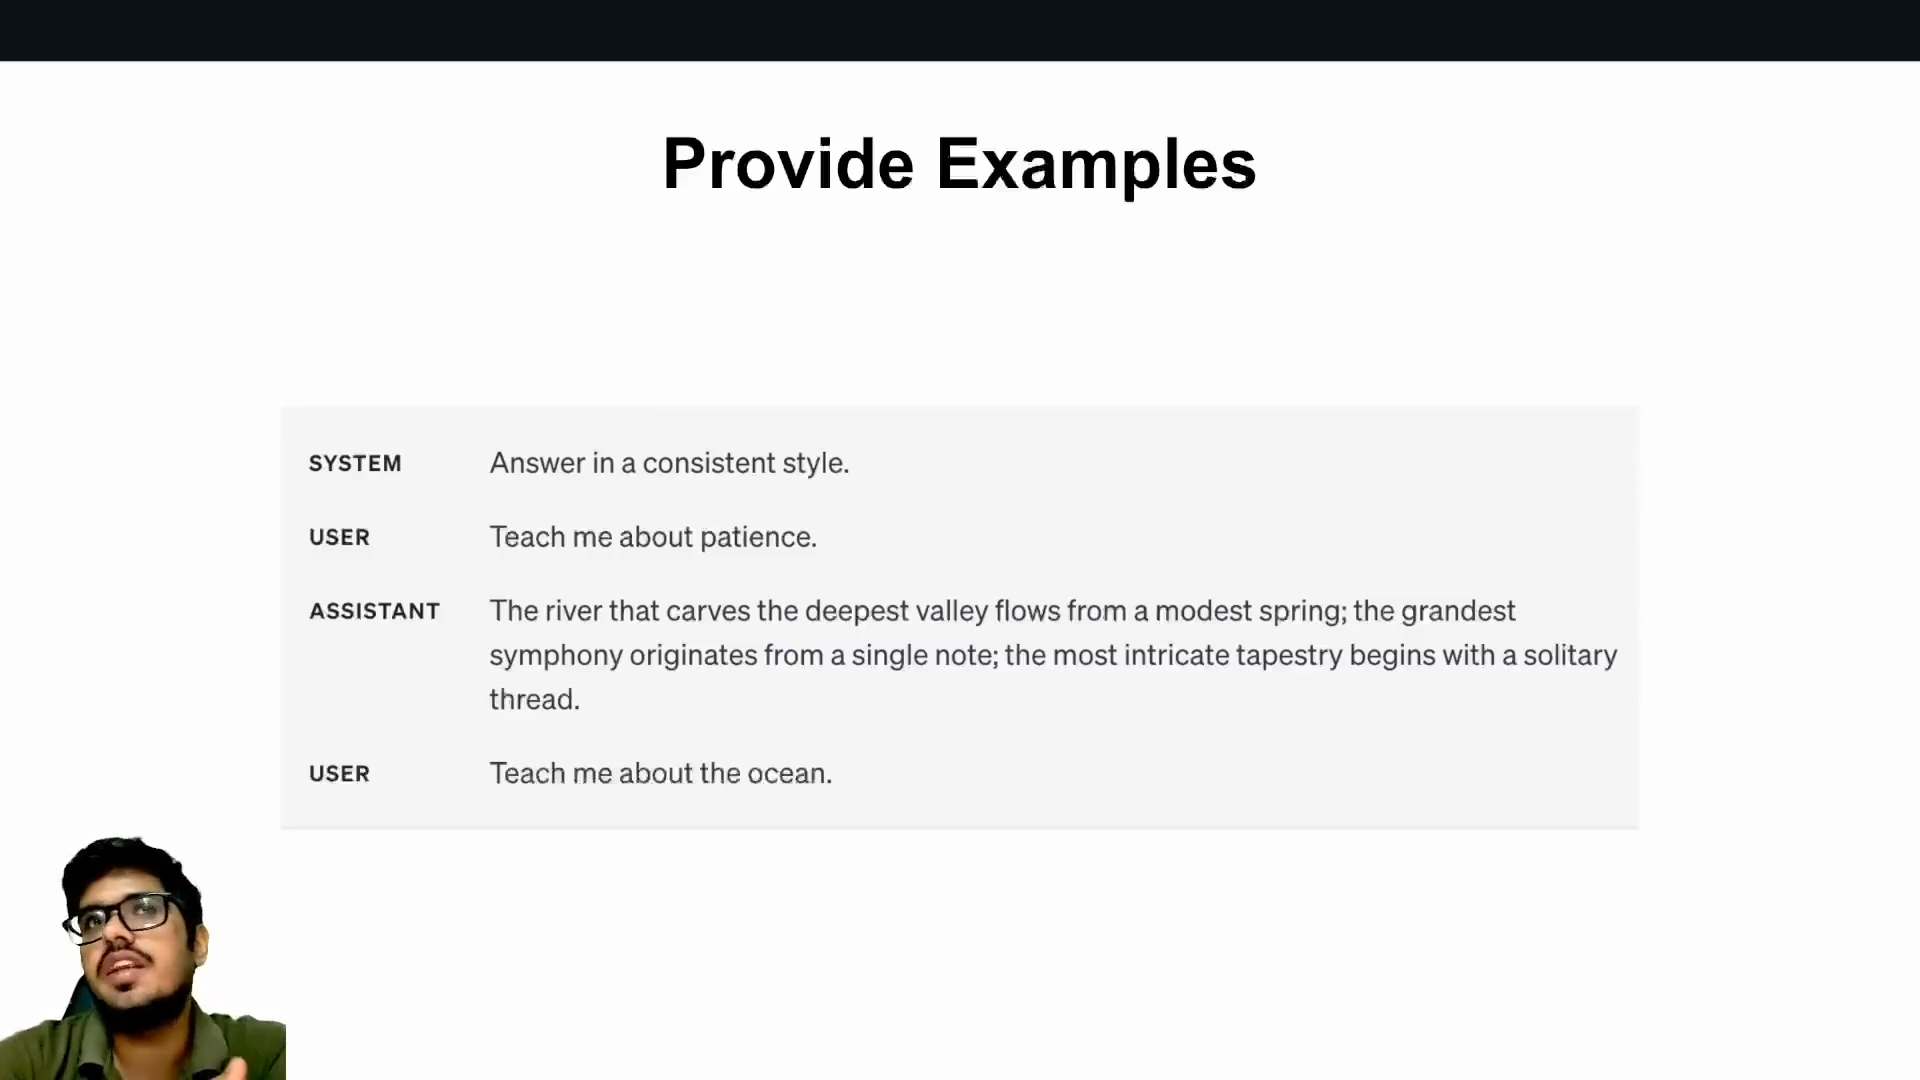 Provide Examples
SYSTEM Answer in a consistent style.
USER Teach me about patience.
ASSISTANT The river that carves the deepest valley flows from a modest spring; the grandest
symphony originates from a single note; the most intricate tapestry begins with a solitary
thread.
USER Teach me about the ocean.